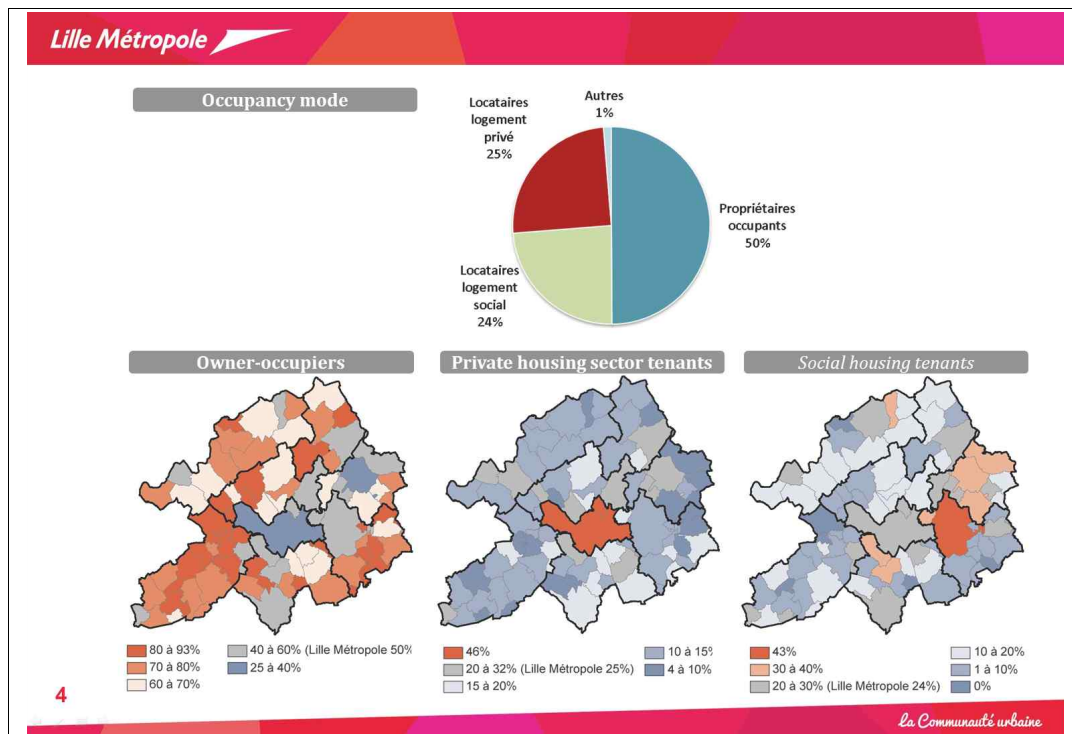 Lille Métropole
Occupancy mode
Locataires
logement
privé
25%
Autres
1%
Propriétaires
occupants
50%
Locataires
logement
social
24%
Owner-occupiers
Private housing sector tenants
Social housing tenants
80 à 93%
70 à 80%
60 à 70%
40 à 60% (Lille Métropole 50%
25 à 40%
46%
20 à 32% (Lille Métropole 25%)
15 à 20%
10 à 15%
4 à 10%
43%
30 à 40%
20 à 30% (Lille Métropole 24%)
10 à 20%
1 à 10%
0%
4
la Communauté urbaine